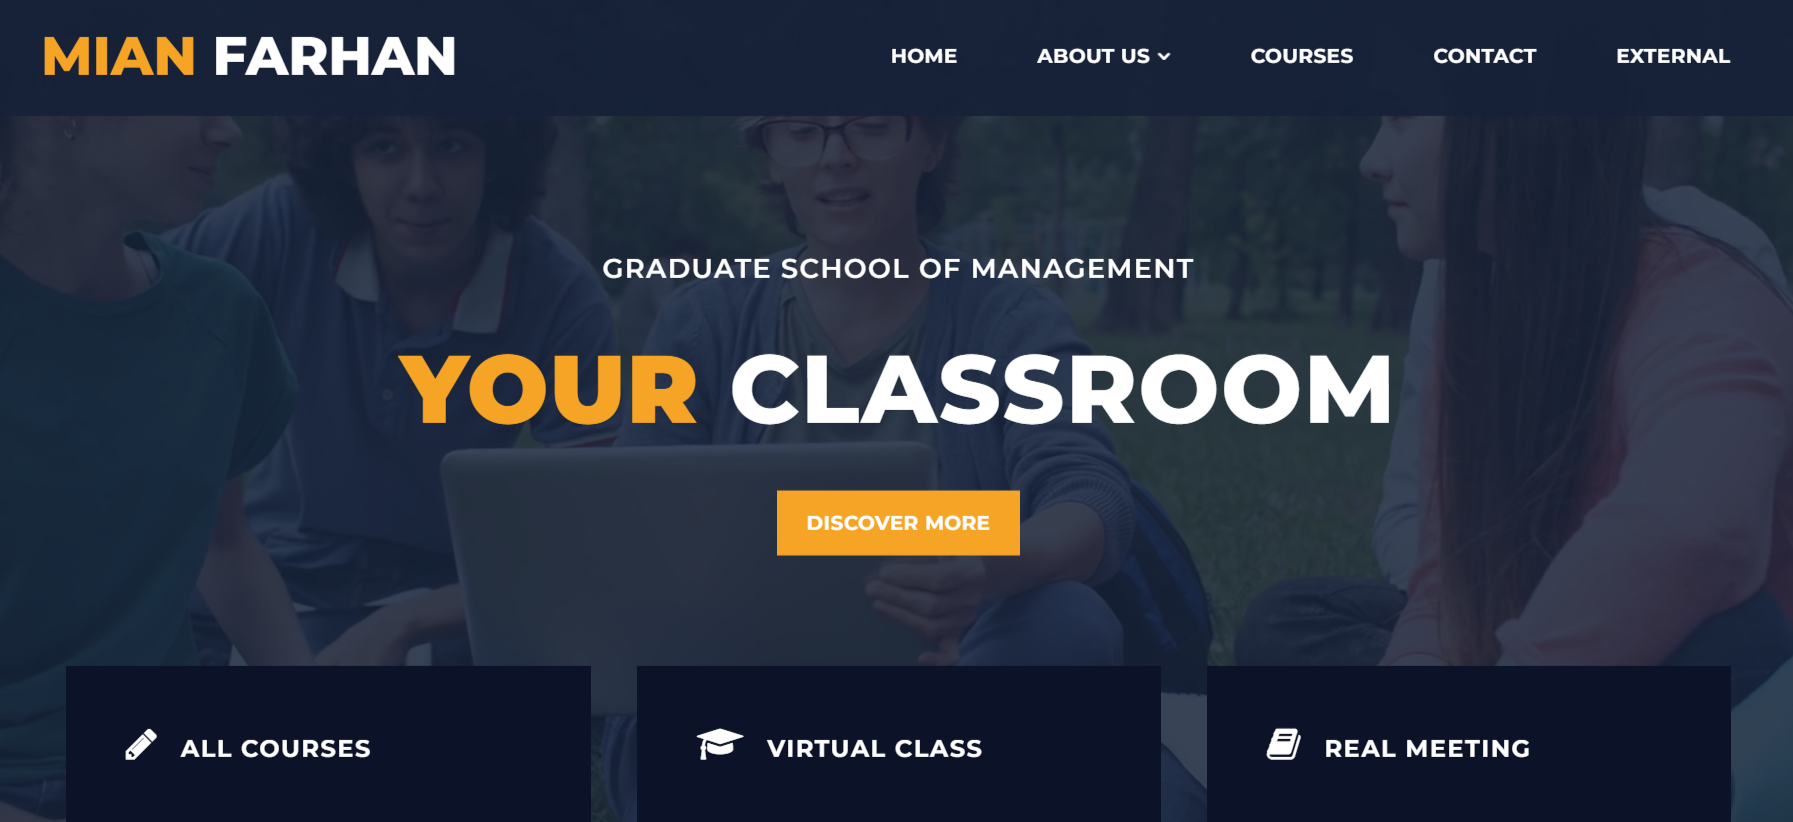 MIAN FARHAN
HOME
ABOUT US
COURSES
CONTACT
EXTERNAL
GRADUATE SCHOOL OF MANAGEMENT
YOUR CLASSROOM
DISCOVER MORE
ALL COURSES
VIRTUAL CLASS
REAL MEETING